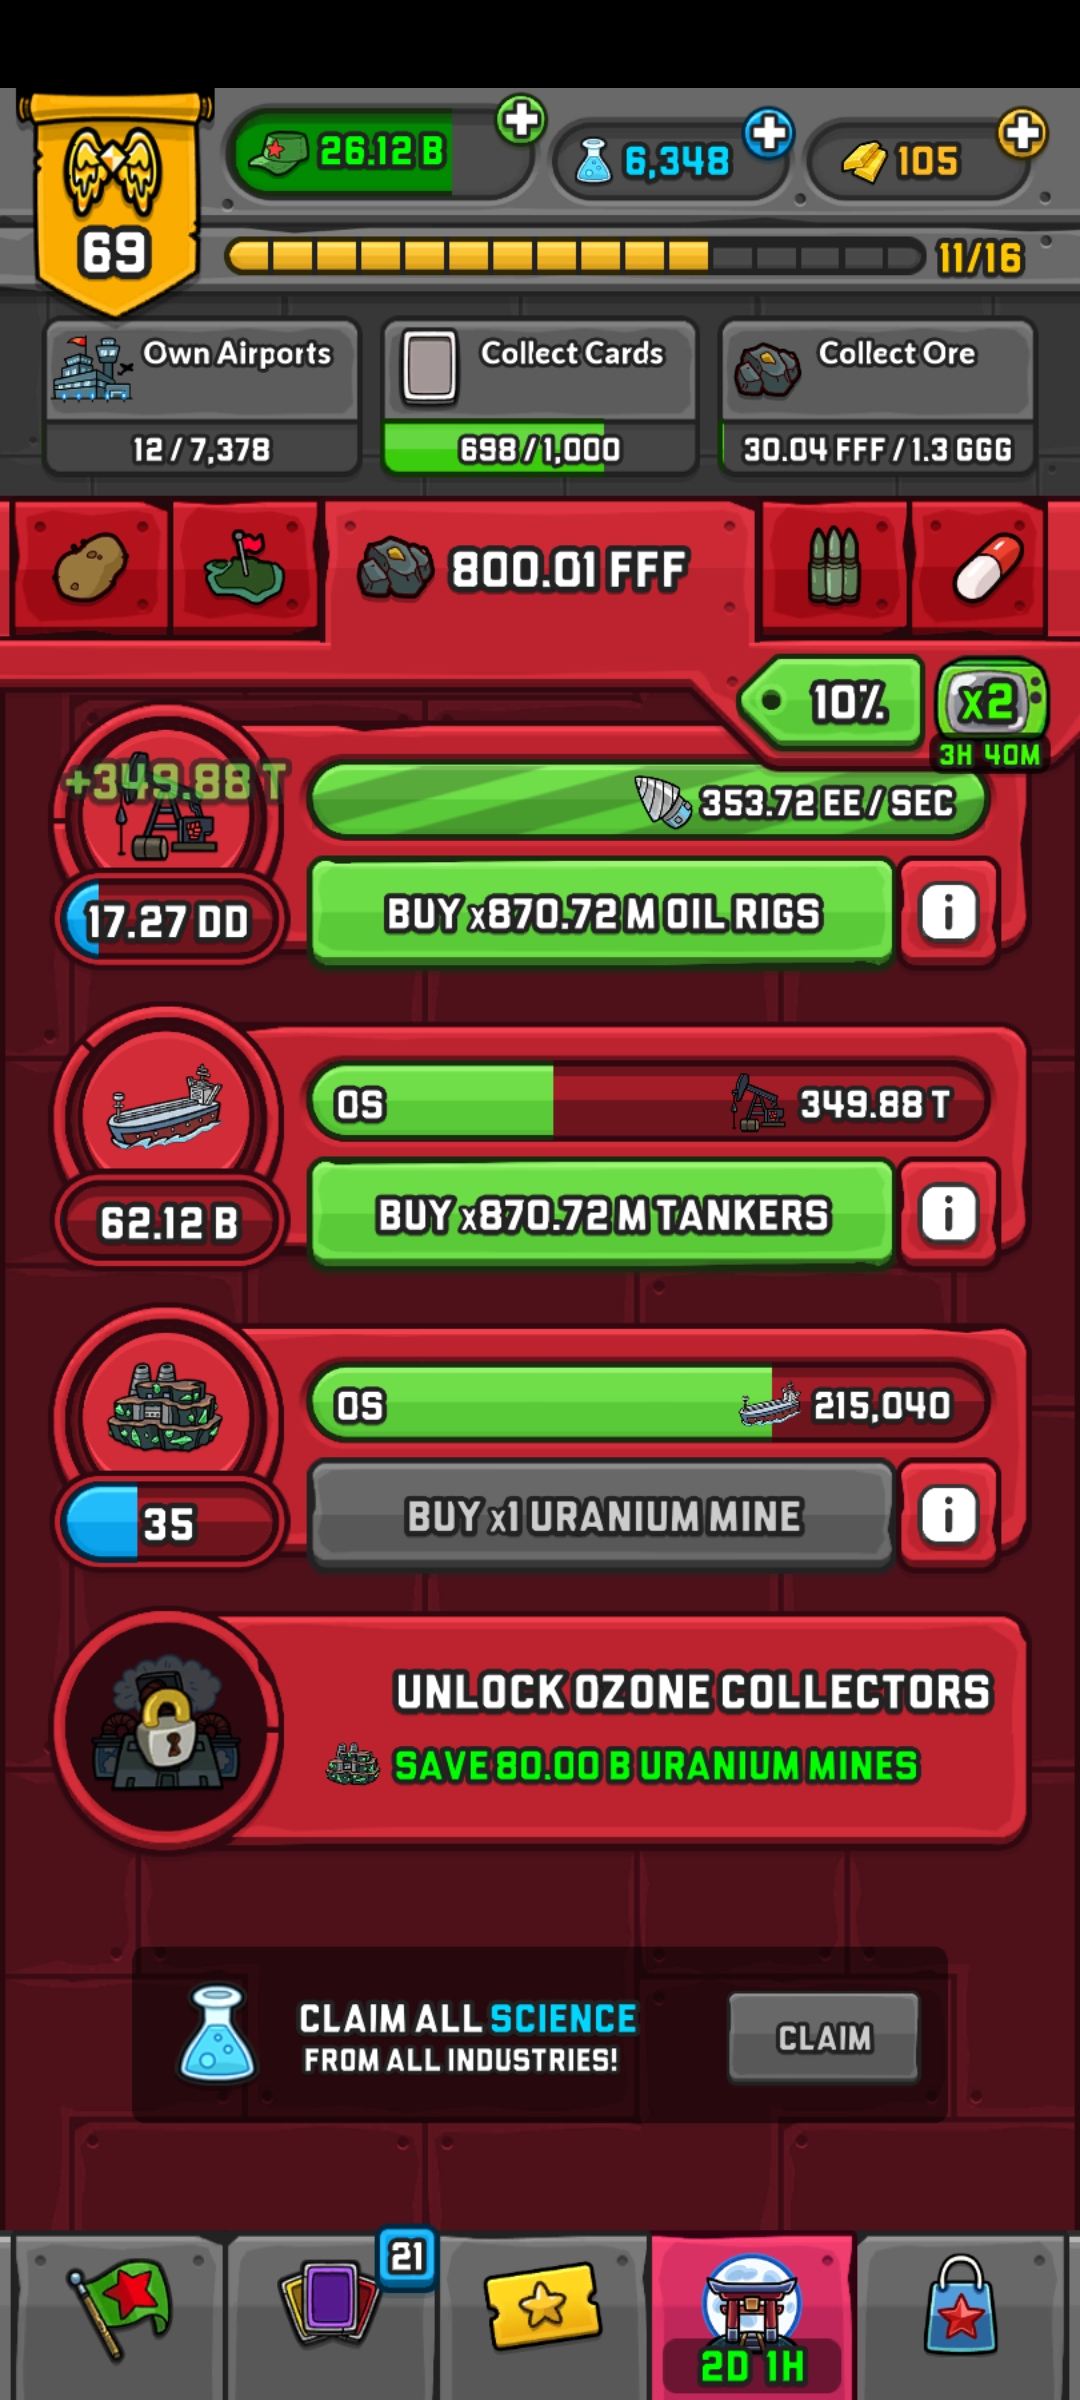 26.12 B
6,348
105
69
11/16
Own Airports
12 / 7,378
Collect Cards
698 / 1,000
Collect Ore
30.04 FFF / 1.3 GGG
800.01 FFF
10%
x2
3H 40M
+349.88 T
353.72 EE / SEC
17.27 DD
BUY x870.72 M OIL RIGS
i
0S
349.88 T
62.12 B
BUY x870.72 M TANKERS
i
0S
215,040
35
BUY x1 URANIUM MINE
i
UNLOCK OZONE COLLECTORS
SAVE 80.00 B URANIUM MINES
CLAIM ALL SCIENCE
FROM ALL INDUSTRIES!
CLAIM
21
2D 1H